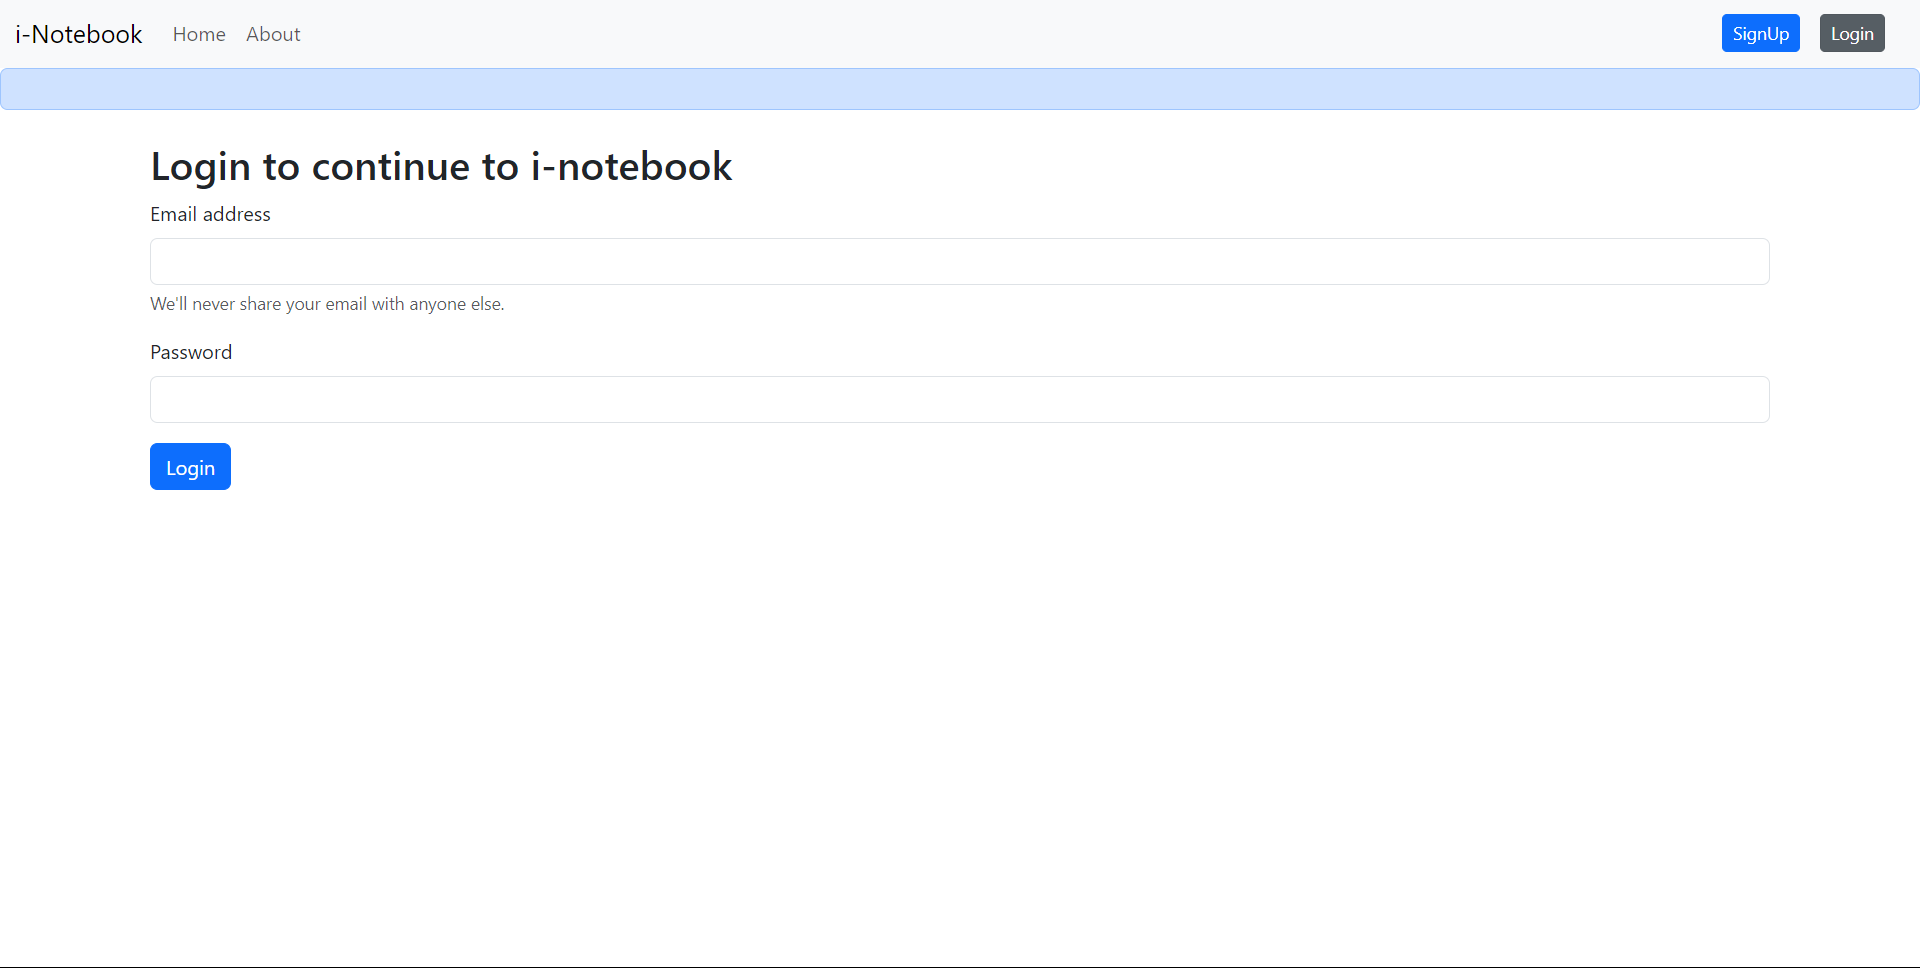 i-Notebook Home About SignUp Login
Login to continue to i-notebook
Email address
We'll never share your email with anyone else.
Password
Login